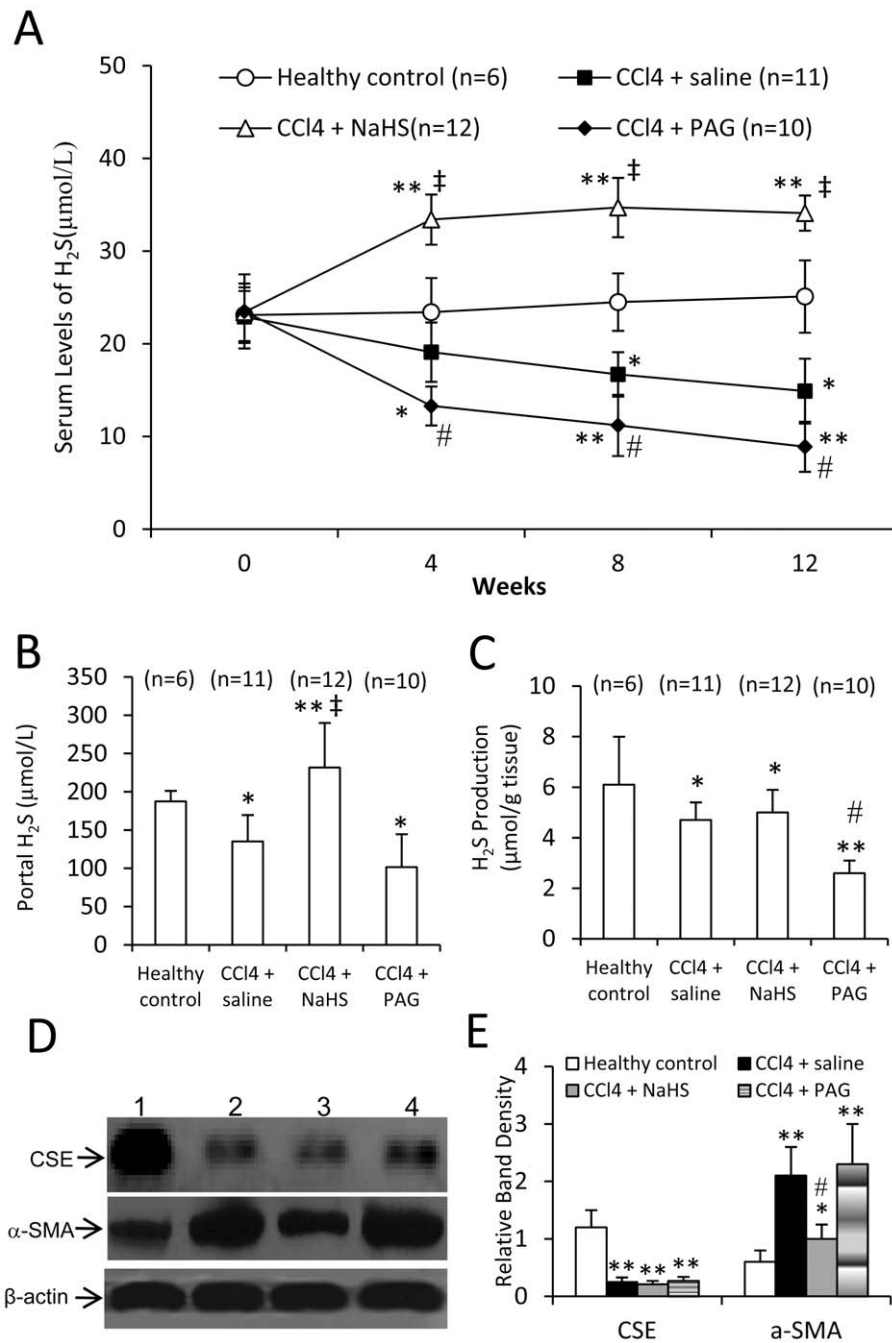 A
50
40
30
20
10
0
Serum Levels of H2S(μmol/L)
Healthy control (n=6)
CCl4 + saline (n=11)
CCl4 + NaHS(n=12)
CCl4 + PAG (n=10)
** ‡
** ‡
** ‡
*
*
*
#
** #
**
#
0 4 8 12
Weeks
B
350
300
250
200
150
100
50
0
Portal H2S (μmol/L)
(n=6) (n=11) (n=12) (n=10)
** ‡
*
*
Healthy control
CCl4 + saline
CCl4 + NaHS
CCl4 + PAG
C
10
8
6
4
2
0
H2S Production
(μmol/g tissue)
(n=6) (n=11) (n=12) (n=10)
*
*
#
**
Healthy control
CCl4 + saline
CCl4 + NaHS
CCl4 + PAG
D
1 2 3 4
CSE
α-SMA
β-actin
E
4
3
2
1
0
Relative Band Density
Healthy control
CCl4 + saline
CCl4 + NaHS
CCl4 + PAG
** ** **
**
#
*
**
CSE
a-SMA